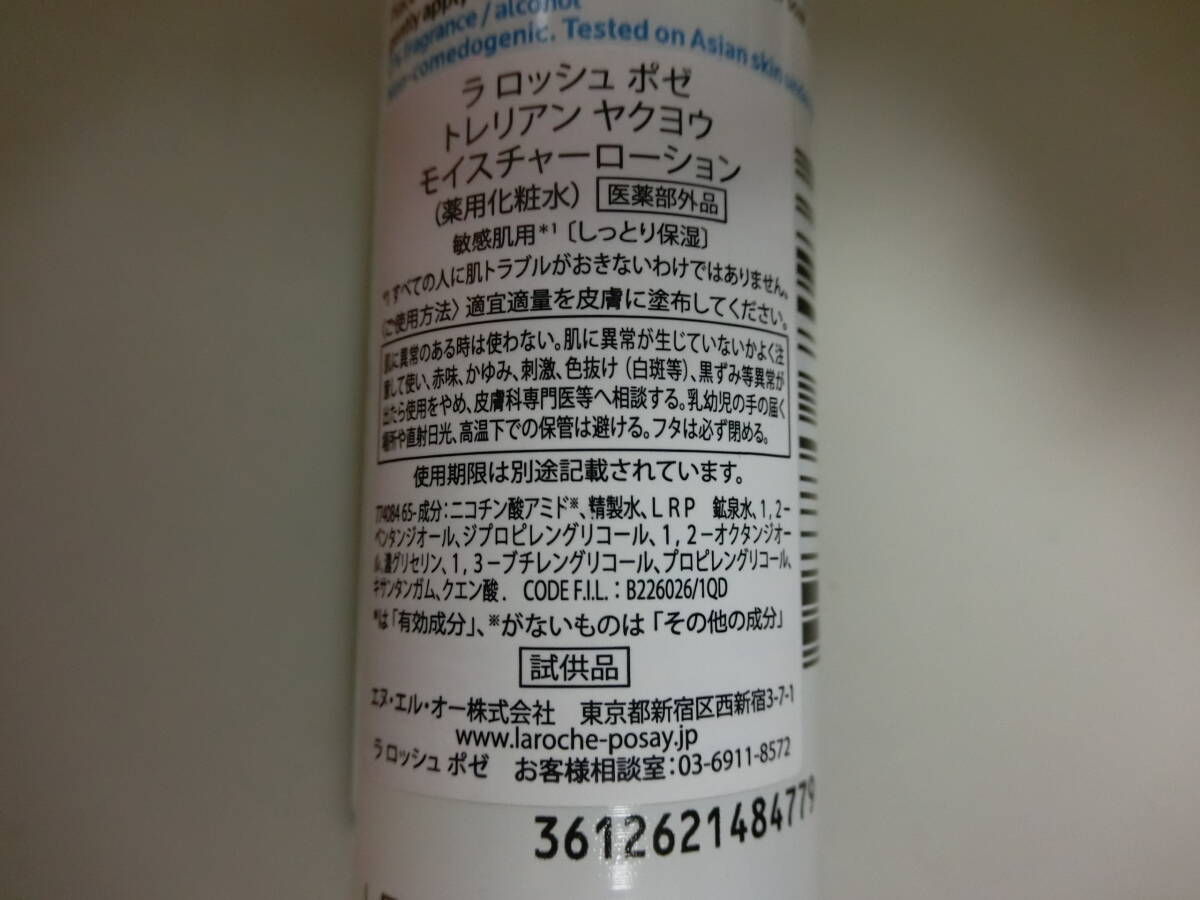 apply
fragrance / alcohol
non-comedogenic. Tested on Asian skin
ラ ロッシュ ポゼ
トレリアン ヤクヨウ
モイスチャーローション
(薬用化粧水) 医薬部外品
敏感肌用*1〔しっとり保湿〕
*1 すべての人に肌トラブルがおきないわけではありません。
〈ご使用方法〉適宜適量を皮膚に塗布してください。
肌に異常のある時は使わない。肌に異常が生じていないかよく注
意して使い、赤味、かゆみ、刺激、色抜け(白斑等)、黒ずみ等異常が
出たら使用をやめ、皮膚科専門医等へ相談する。乳幼児の手の届く
場所や直射日光、高温下での保管は避ける。フタは必ず閉める。
使用期限は別途記載されています。
774084 65-成分:ニコチン酸アミド※、精製水、LRP 鉱泉水、1,2-
ペンタンジオール、ジプロピレングリコール、1,2-オクタンジオー
ル、濃グリセリン、1,3-ブチレングリコール、プロピレングリコール、
キサンタンガム、クエン酸. CODE F.I.L.:B226026/1QD
※は「有効成分」、※がないものは「その他の成分」
試供品
エヌ・エル・オー株式会社 東京都新宿区西新宿3-7-1
www.laroche-posay.jp
ラ ロッシュ ポゼ お客様相談室:03-6911-8572
3612621484779